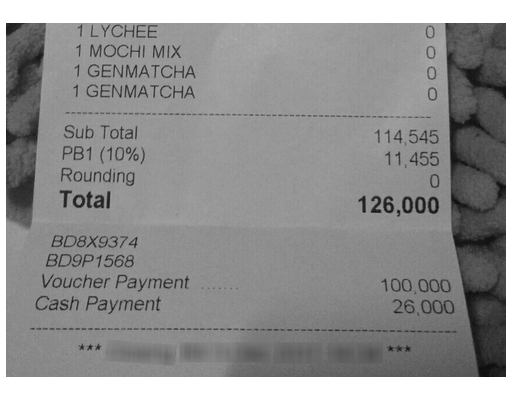 1 LYCHEE 0
1 MOCHI MIX 0
1 GENMATCHA 0
1 GENMATCHA 0
Sub Total 114,545
PB1 (10%) 11,455
Rounding 0
Total 126,000
BD8X9374
BD9P1568
Voucher Payment ....... 100,000
Cash Payment 26,000
*** ***